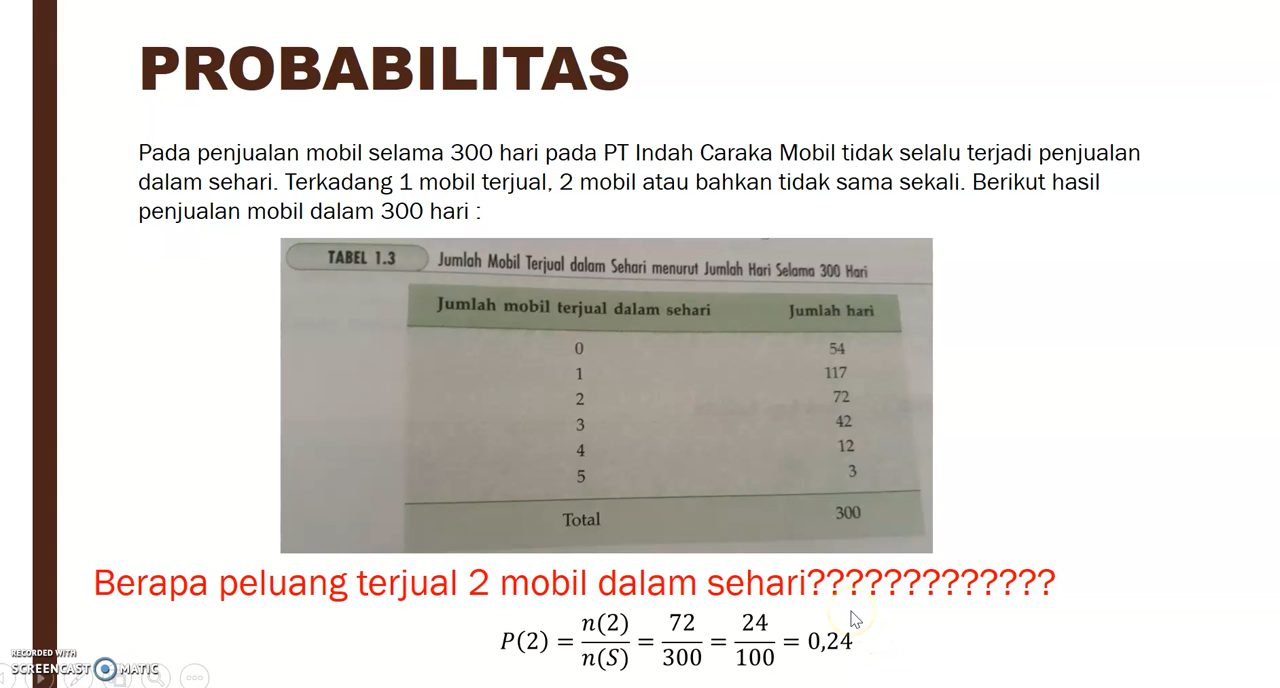 PROBABILITAS
Pada penjualan mobil selama 300 hari pada PT Indah Caraka Mobil tidak selalu terjadi penjualan
dalam sehari. Terkadang 1 mobil terjual, 2 mobil atau bahkan tidak sama sekali. Berikut hasil
penjualan mobil dalam 300 hari :
TABEL 1.3 Jumlah Mobil Terjual dalam Sehari menurut Jumlah Hari Selama 300 Hari
Jumlah mobil terjual dalam sehari Jumlah hari
0 54
1 117
2 72
3 42
4 12
5 3
Total 300
Berapa peluang terjual 2 mobil dalam sehari?????????????
P(2) = n(2)/n(S) = 72/300 = 24/100 = 0,24
RECORDED WITH
SCREENCAST MATIC